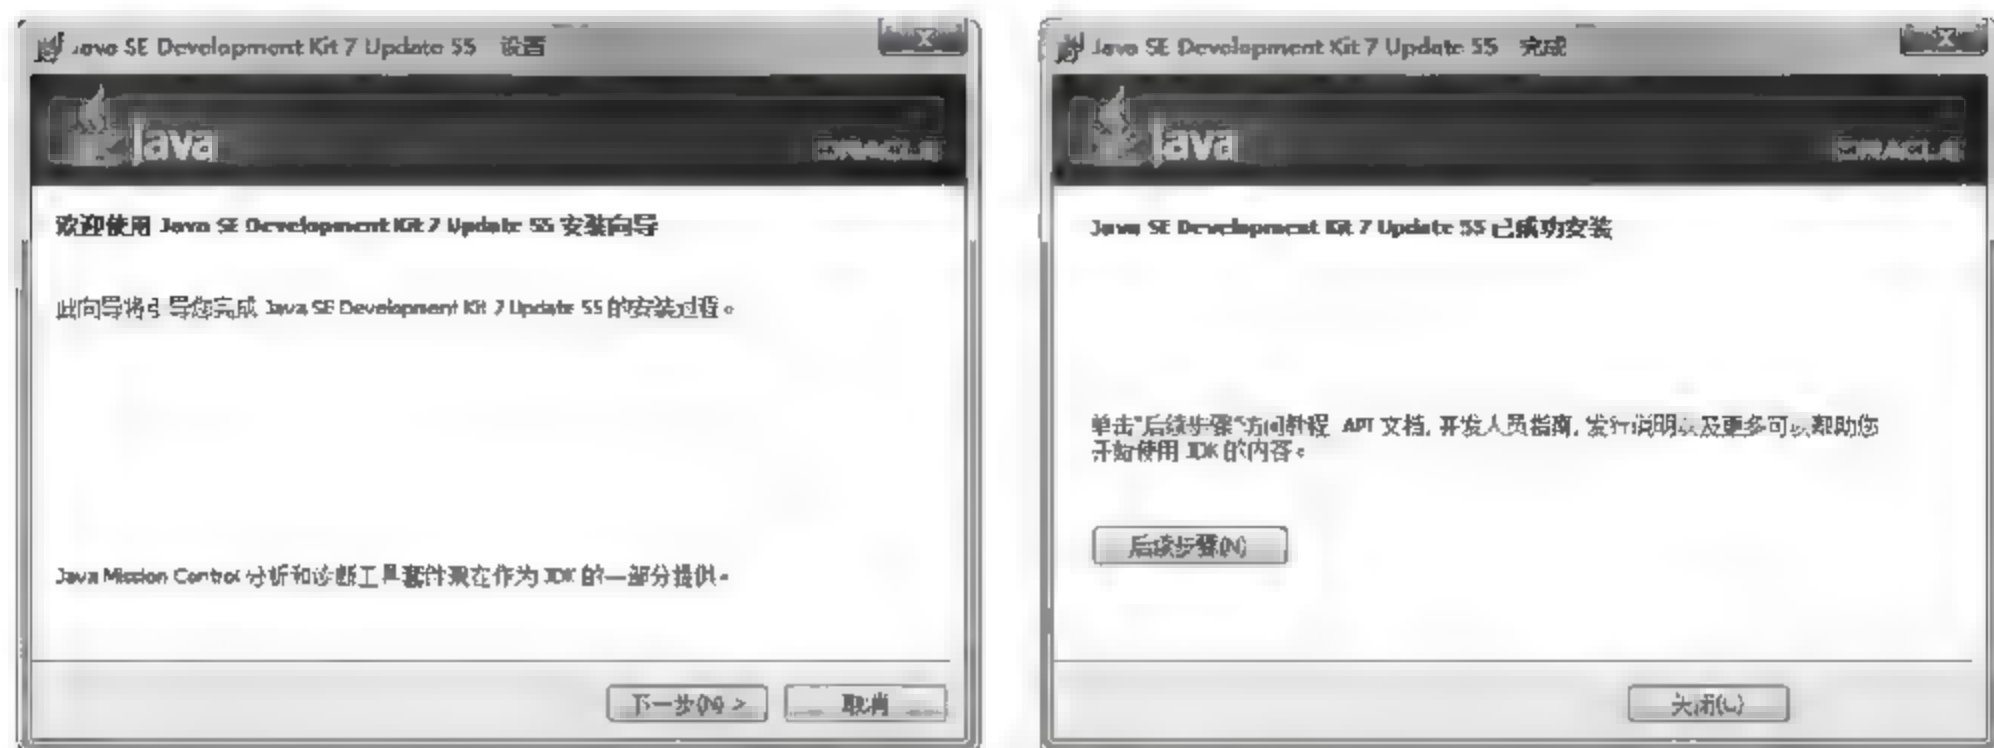 Java SE Development Kit 7 Update 55 设置
Java
ORACLE
欢迎使用 Java SE Development Kit 7 Update 55 安装向导
此向导将引导您完成 Java SE Development Kit 7 Update 55 的安装过程。
Java Mission Control 分析和诊断工具套件现在作为 JDK 的一部分提供。
下一步(N) >
取消
Java SE Development Kit 7 Update 55 完成
Java
ORACLE
Java SE Development Kit 7 Update 55 已成功安装
单击"后续步骤"访问教程, API 文档, 开发人员指南, 发行说明以及更多可以帮助您
开始使用 JDK 的内容。
后续步骤(N)
关闭(C)